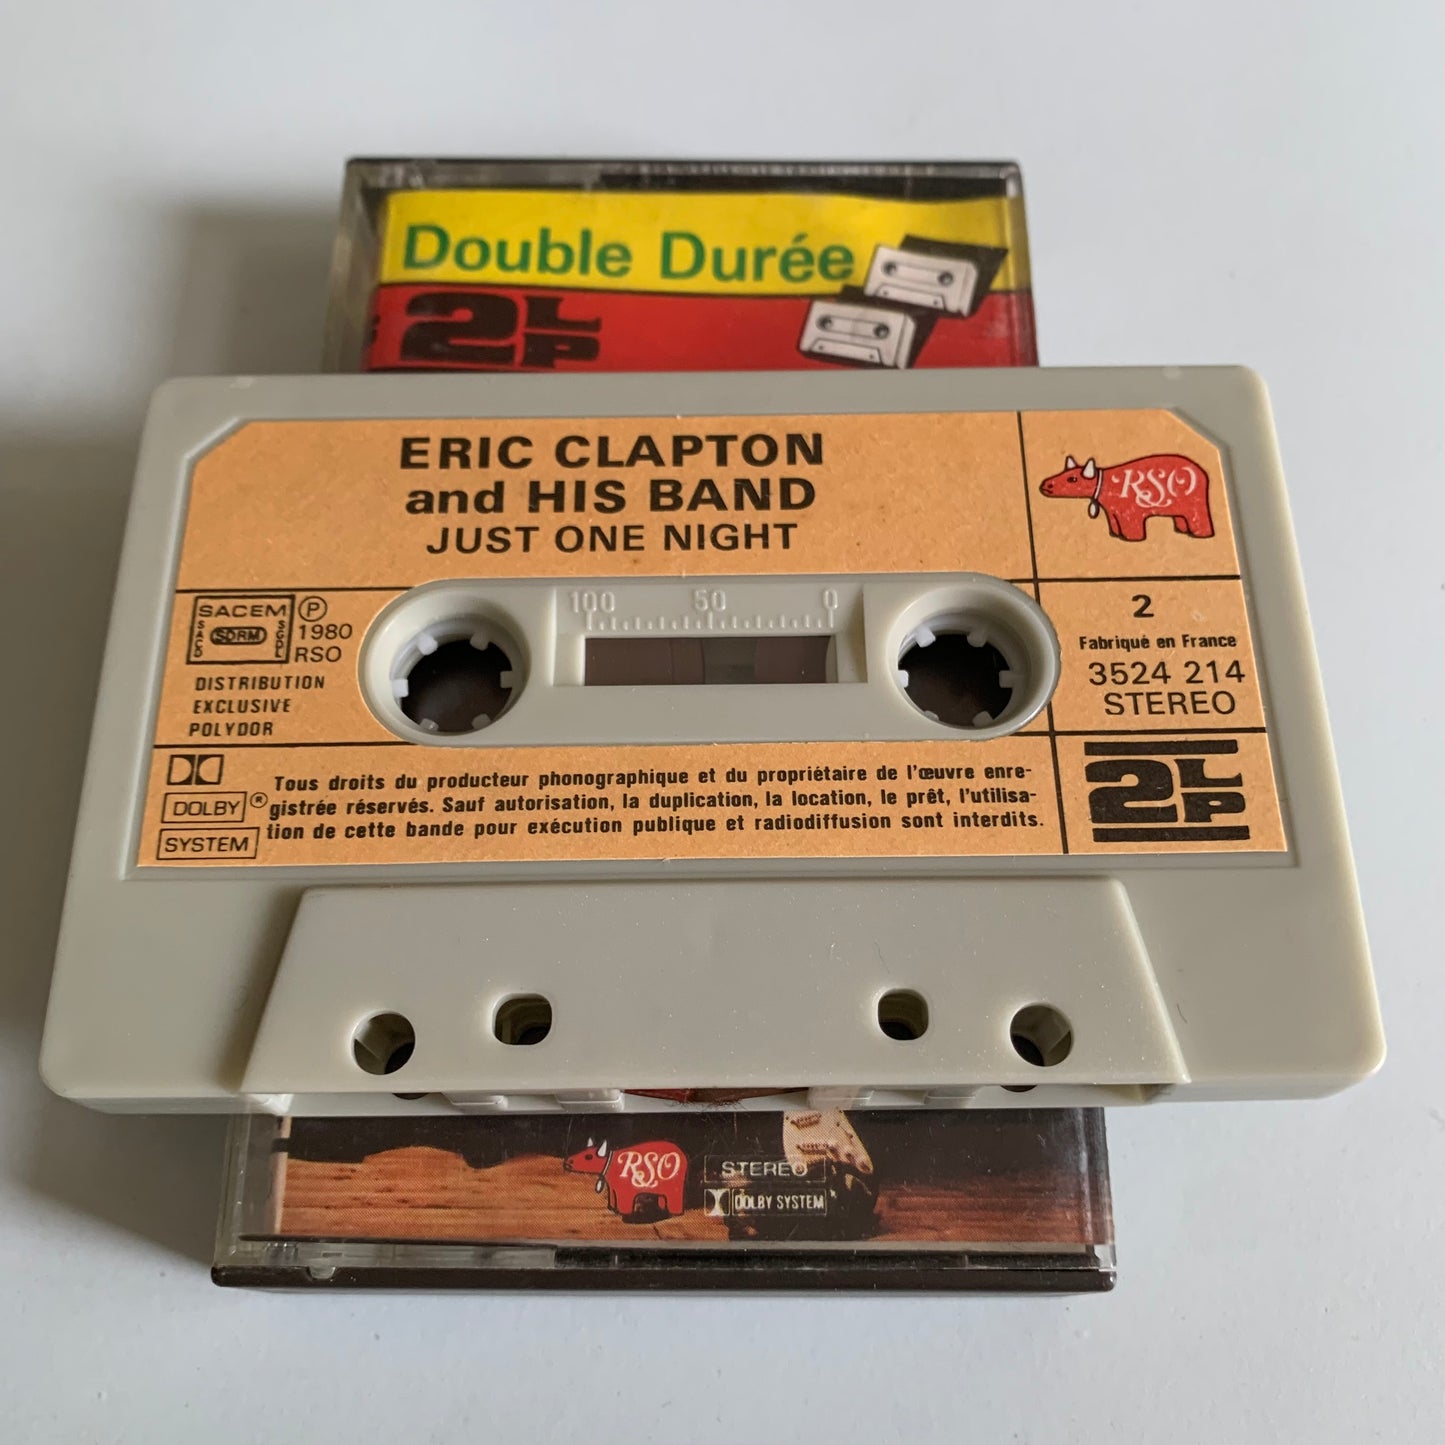 Double Durée
2LP
ERIC CLAPTON
and HIS BAND
JUST ONE NIGHT
RSO
SACEM
SACD
SDRM
SGDL
℗
1980
RSO
DISTRIBUTION
EXCLUSIVE
POLYDOR
100 50 0
2
Fabriqué en France
3524 214
STEREO
DOLBY ®
SYSTEM
Tous droits du producteur phonographique et du propriétaire de l'œuvre enre-
gistrée réservés. Sauf autorisation, la duplication, la location, le prêt, l'utilisa-
tion de cette bande pour exécution publique et radiodiffusion sont interdits.
2LP
RSO
STEREO
DOLBY SYSTEM